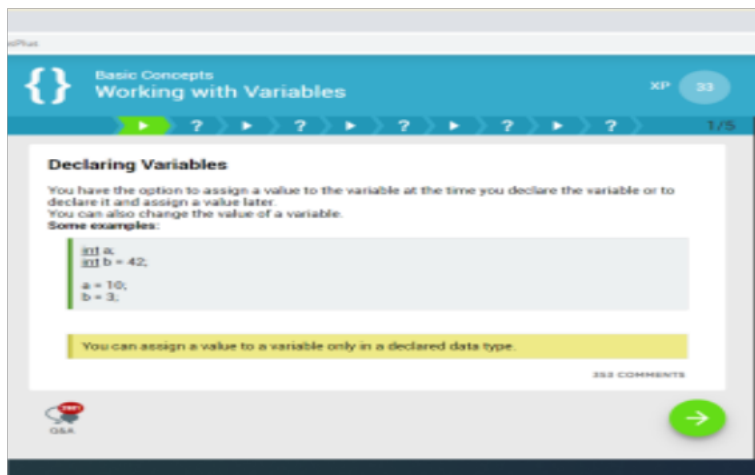 { }
Basic Concepts
Working with Variables
XP 33
? ? ? ? ?
1/5
Declaring Variables
You have the option to assign a value to the variable at the time you declare the variable or to
declare it and assign a value later.
You can also change the value of a variable.
Some examples:
int a;
int b = 42;
a = 10;
b = 3;
You can assign a value to a variable only in a declared data type.
353 COMMENTS
Q&A